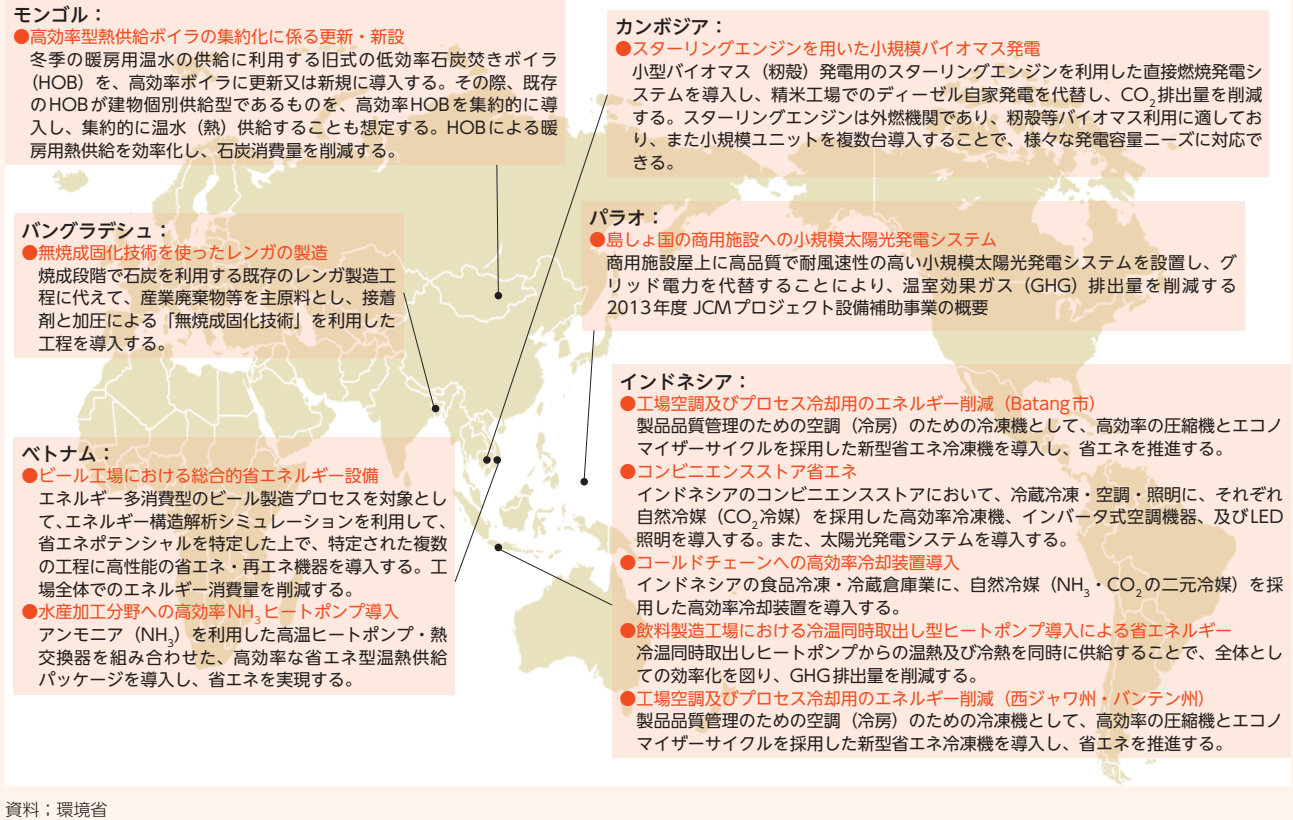 モンゴル：
●高効率型熱供給ボイラの集約化に係る更新・新設
冬季の暖房用温水の供給に利用する旧式の低効率石炭焚きボイラ
（HOB）を、高効率ボイラに更新又は新規に導入する。その際、既存
のHOBが建物個別供給型であるものを、高効率HOBを集約的に導
入し、集約的に温水（熱）供給することも想定する。HOBによる暖
房用熱供給を効率化し、石炭消費量を削減する。
カンボジア：
●スターリングエンジンを用いた小規模バイオマス発電
小型バイオマス（籾殻）発電用のスターリングエンジンを利用した直接燃焼発電シ
ステムを導入し、精米工場でのディーゼル自家発電を代替し、CO₂排出量を削減
する。スターリングエンジンは外燃機関であり、籾殻等バイオマス利用に適してお
り、また小規模ユニットを複数台導入することで、様々な発電容量ニーズに対応で
きる。
バングラデシュ：
●無焼成固化技術を使ったレンガの製造
焼成段階で石炭を利用する既存のレンガ製造工
程に代えて、産業廃棄物等を主原料とし、接着
剤と加圧による「無焼成固化技術」を利用した
工程を導入する。
パラオ：
●島しょ国の商用施設への小規模太陽光発電システム
商用施設屋上に高品質で耐風速性の高い小規模太陽光発電システムを設置し、グ
リッド電力を代替することにより、温室効果ガス（GHG）排出量を削減する
2013年度 JCMプロジェクト設備補助事業の概要
ベトナム：
●ビール工場における総合的省エネルギー設備
エネルギー多消費型のビール製造プロセスを対象とし
て、エネルギー構造解析シミュレーションを利用して、
省エネポテンシャルを特定した上で、特定された複数
の工程に高性能の省エネ・再エネ機器を導入する。工
場全体でのエネルギー消費量を削減する。
●水産加工分野への高効率NH₃ヒートポンプ導入
アンモニア（NH₃）を利用した高温ヒートポンプ・熱
交換器を組み合わせた、高効率な省エネ型温熱供給
パッケージを導入し、省エネを実現する。
インドネシア：
●工場空調及びプロセス冷却用のエネルギー削減（Batang市）
製品品質管理のための空調（冷房）のための冷凍機として、高効率の圧縮機とエコノ
マイザーサイクルを採用した新型省エネ冷凍機を導入し、省エネを推進する。
●コンビニエンスストア省エネ
インドネシアのコンビニエンスストアにおいて、冷蔵冷凍・空調・照明に、それぞれ
自然冷媒（CO₂冷媒）を採用した高効率冷凍機、インバータ式空調機器、及びLED
照明を導入する。また、太陽光発電システムを導入する。
●コールドチェーンへの高効率冷却装置導入
インドネシアの食品冷凍・冷蔵倉庫業に、自然冷媒（NH₃・CO₂の二元冷媒）を採
用した高効率冷却装置を導入する。
●飲料製造工場における冷温同時取出し型ヒートポンプ導入による省エネルギー
冷温同時取出しヒートポンプからの温熱及び冷熱を同時に供給することで、全体とし
ての効率化を図り、GHG排出量を削減する。
●工場空調及びプロセス冷却用のエネルギー削減（西ジャワ州・バンテン州）
製品品質管理のための空調（冷房）のための冷凍機として、高効率の圧縮機とエコノ
マイザーサイクルを採用した新型省エネ冷凍機を導入し、省エネを推進する。
資料；環境省